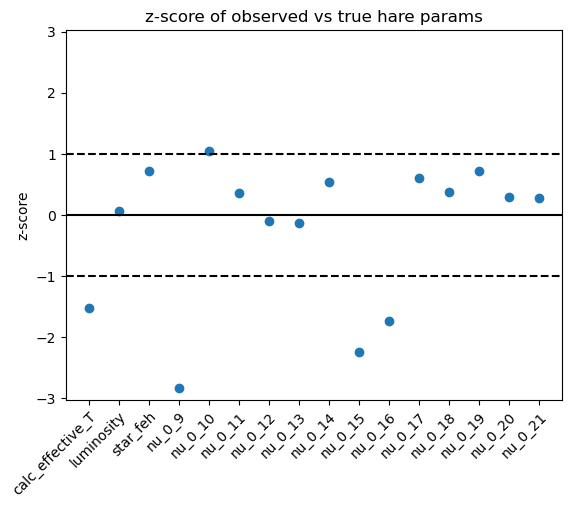 z-score of observed vs true hare params
3
2
1
0
−1
−2
−3
z-score
calc_effective_T
luminosity
star_feh
nu_0_9
nu_0_10
nu_0_11
nu_0_12
nu_0_13
nu_0_14
nu_0_15
nu_0_16
nu_0_17
nu_0_18
nu_0_19
nu_0_20
nu_0_21